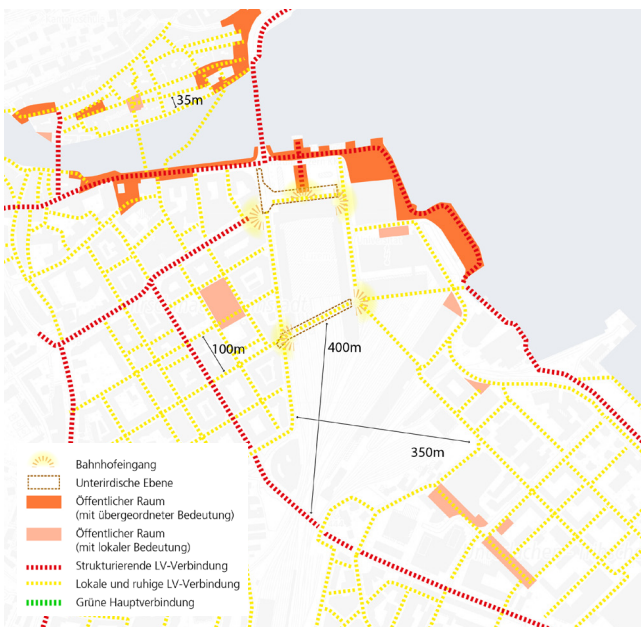 35m
100m
400m
350m
Bahnhofeingang
Unterirdische Ebene
Öffentlicher Raum
(mit übergeordneter Bedeutung)
Öffentlicher Raum
(mit lokaler Bedeutung)
Strukturierende LV-Verbindung
Lokale und ruhige LV-Verbindung
Grüne Hauptverbindung